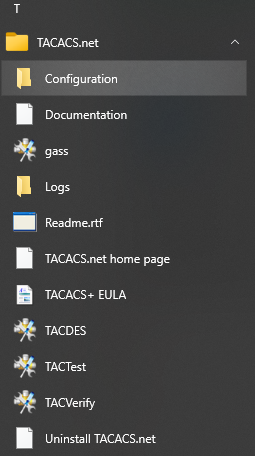 T
TACACS.net
Configuration
Documentation
gass
Logs
Readme.rtf
TACACS.net home page
TACACS+ EULA
TACDES
TACTest
TACVerify
Uninstall TACACS.net